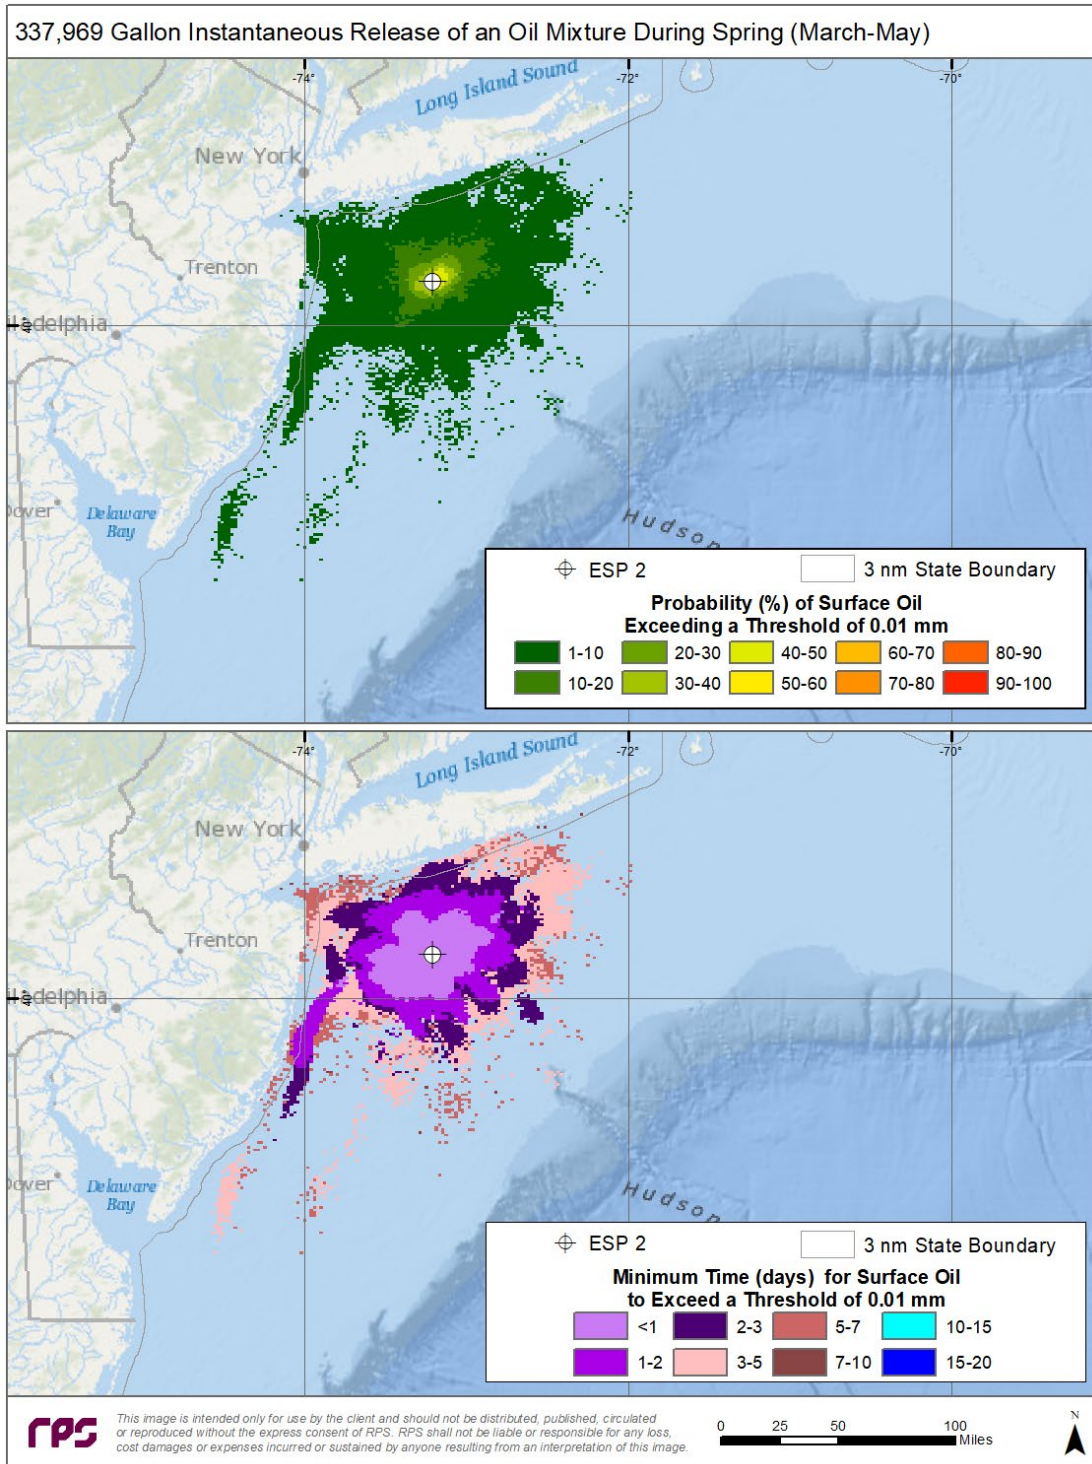 337,969 Gallon Instantaneous Release of an Oil Mixture During Spring (March-May)
-74°
-72°
-70°
Long Island Sound
New York
Trenton
iladelphia
40°
Dover
Delaware
Bay
Hudson
ESP 2
3 nm State Boundary
Probability (%) of Surface Oil
Exceeding a Threshold of 0.01 mm
1-10
20-30
40-50
60-70
80-90
10-20
30-40
50-60
70-80
90-100
-74°
-72°
-70°
Long Island Sound
New York
Trenton
iladelphia
40°
Dover
Delaware
Bay
Hudson
ESP 2
3 nm State Boundary
Minimum Time (days) for Surface Oil
to Exceed a Threshold of 0.01 mm
<1
2-3
5-7
10-15
1-2
3-5
7-10
15-20
rps
This image is intended only for use by the client and should not be distributed, published, circulated
or reproduced without the express consent of RPS. RPS shall not be liable or responsible for any loss,
cost damages or expenses incurred or sustained by anyone resulting from an interpretation of this image.
0 25 50 100
Miles
N